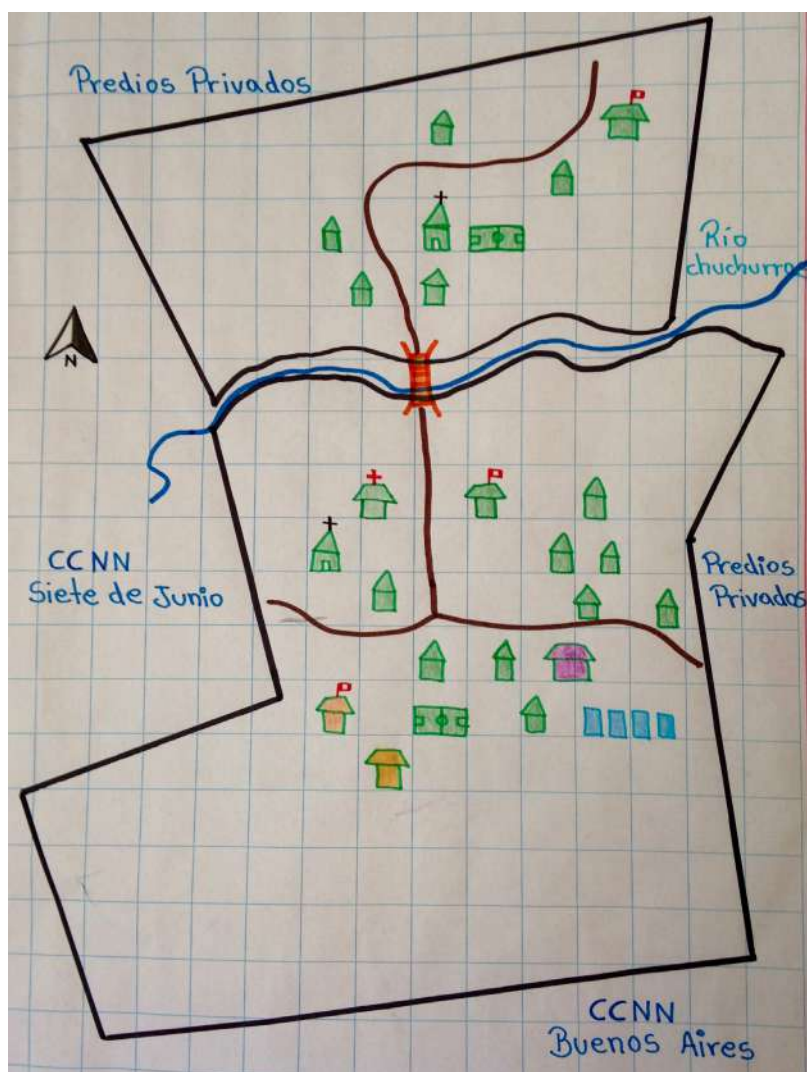 Predios Privados
Río
chuchurras
N
CCNN
Siete de Junio
Predios
Privados
CCNN
Buenos Aires